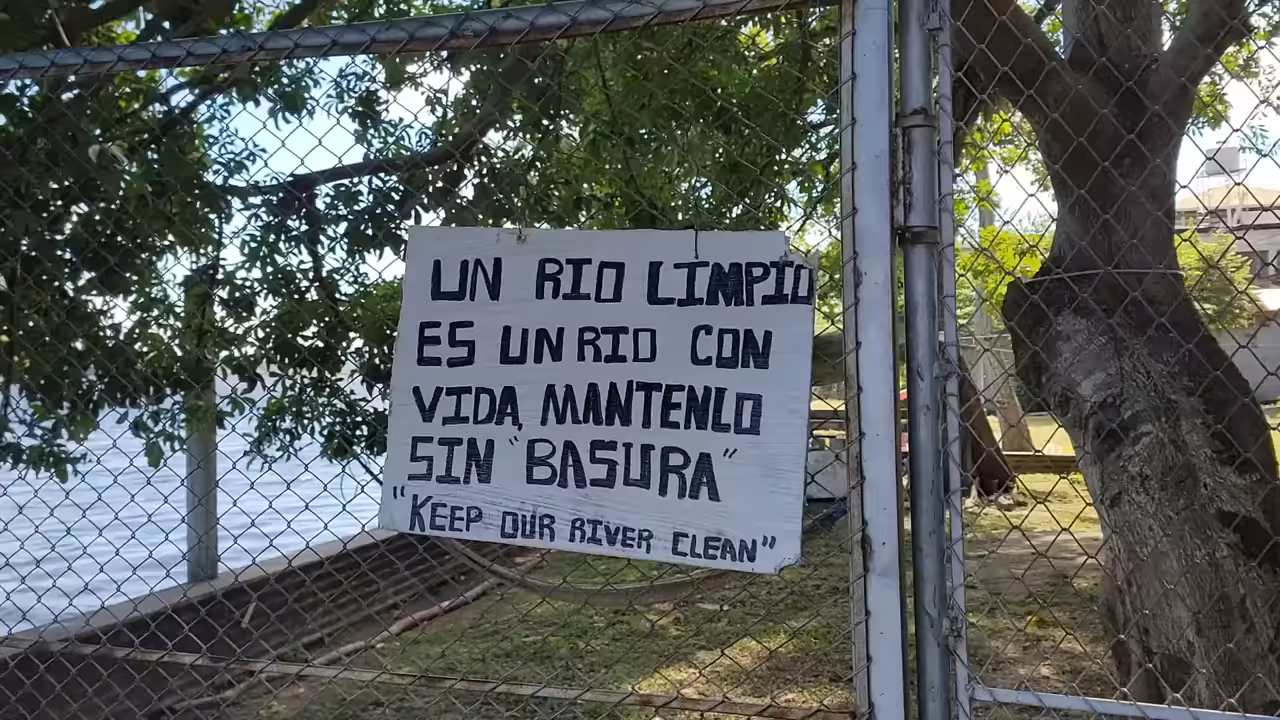 UN RIO LIMPIO
ES UN RIO CON
VIDA, MANTENLO
SIN "BASURA"
"KEEP OUR RIVER CLEAN"